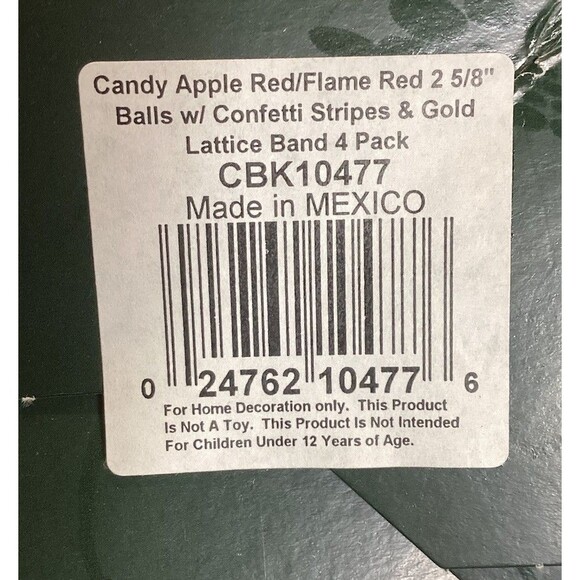 Candy Apple Red/Flame Red 2 5/8"
Balls w/ Confetti Stripes & Gold
Lattice Band 4 Pack
CBK10477
Made in MEXICO
0 24762 10477 6
For Home Decoration only. This Product
Is Not A Toy. This Product Is Not Intended
For Children Under 12 Years of Age.